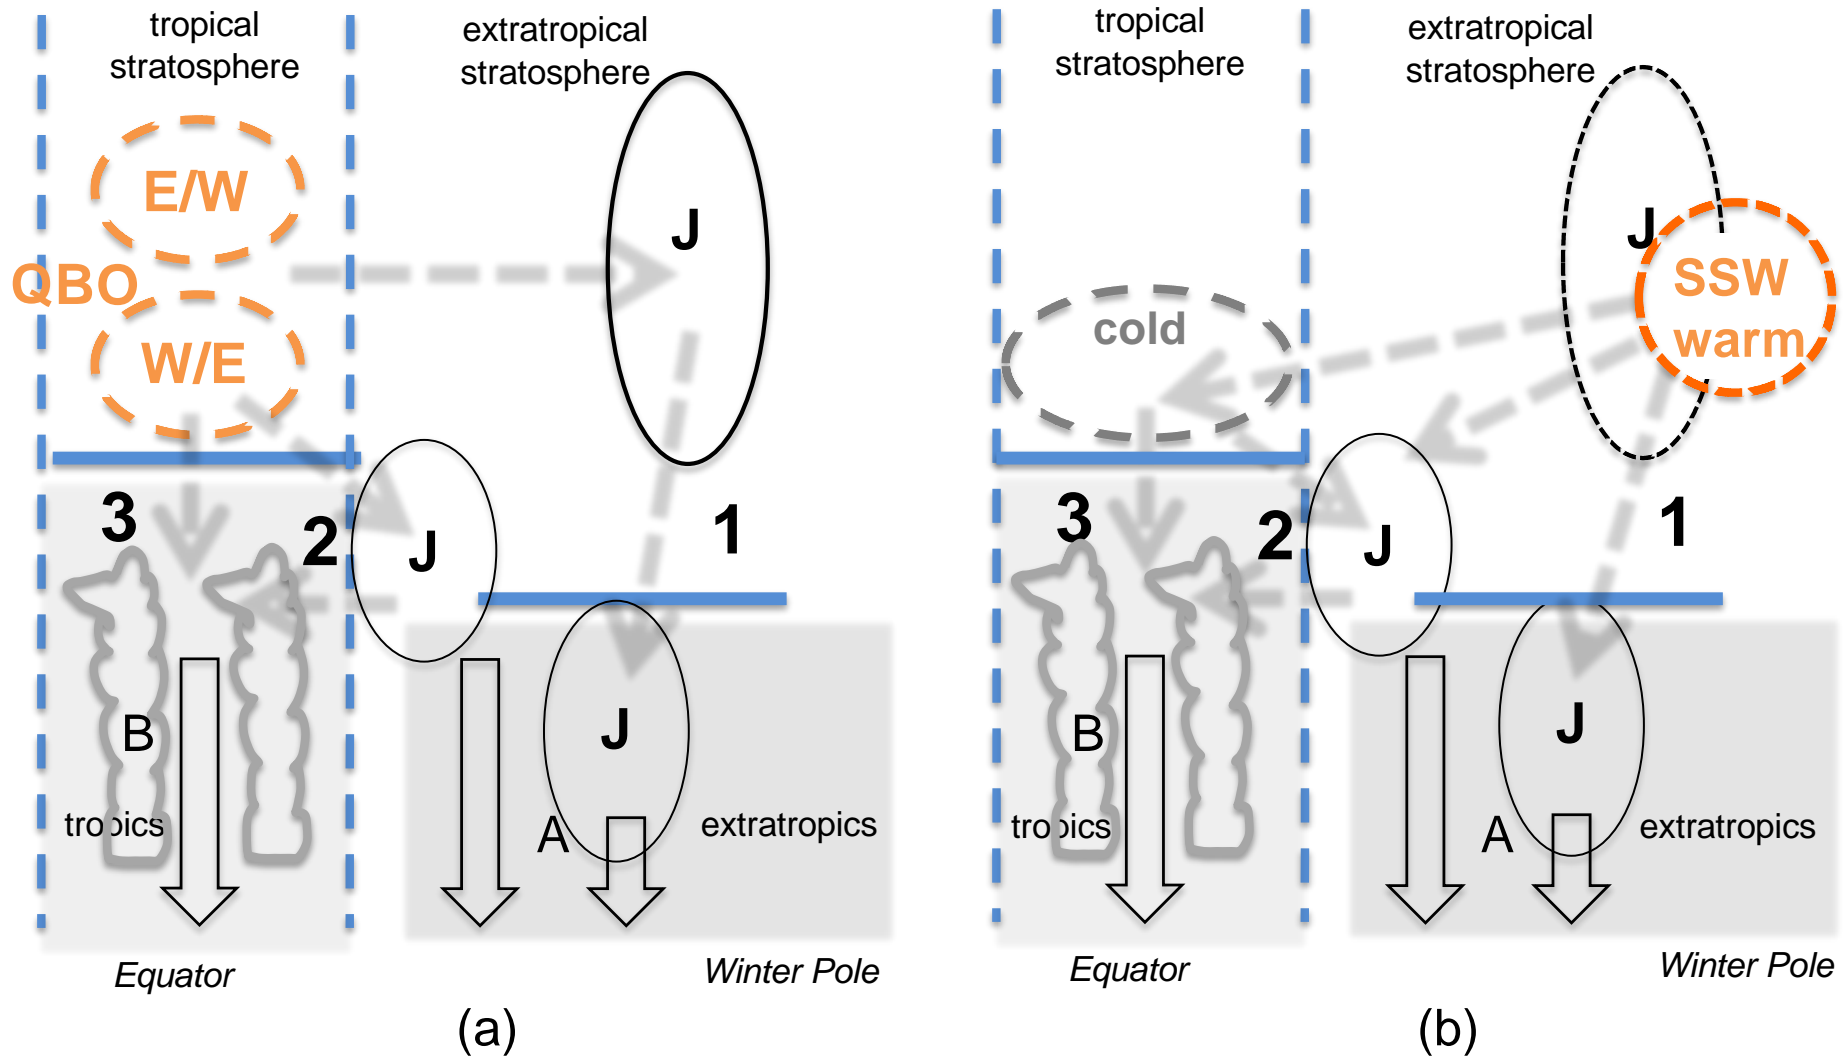 tropical
stratosphere
extratropical
stratosphere
E/W
QBO
W/E
J
3
2
J
1
J
B
tropics
A
extratropics
Equator
Winter Pole
(a)
tropical
stratosphere
extratropical
stratosphere
J
SSW
warm
cold
3
2
J
1
J
B
tropics
A
extratropics
Equator
Winter Pole
(b)